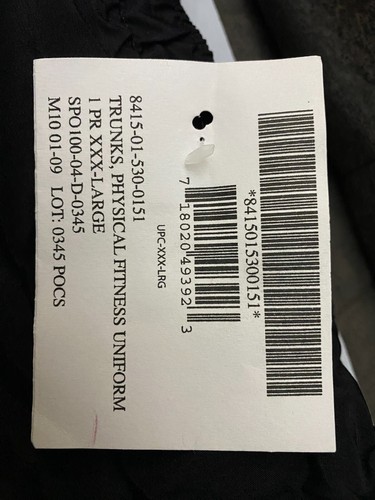 *8415015300151*
7 18020 49392 3
UPC-XXX-LRG
8415-01-530-0151
TRUNKS, PHYSICAL FITNESS UNIFORM
1 PR XXX-LARGE
SPO100-04-D-0345
M10 01-09 LOT: 0345 POCS